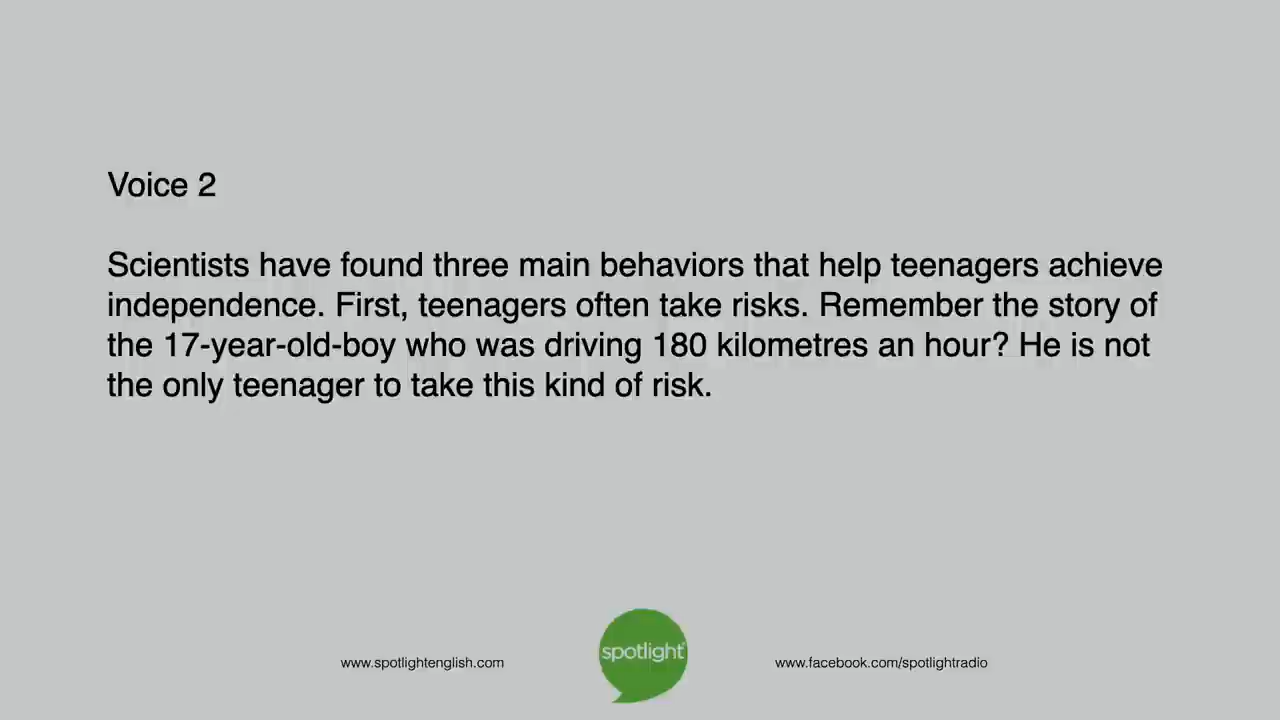 Voice 2
Scientists have found three main behaviors that help teenagers achieve
independence. First, teenagers often take risks. Remember the story of
the 17-year-old-boy who was driving 180 kilometres an hour? He is not
the only teenager to take this kind of risk.
www.spotlightenglish.com
spotlight
www.facebook.com/spotlightradio